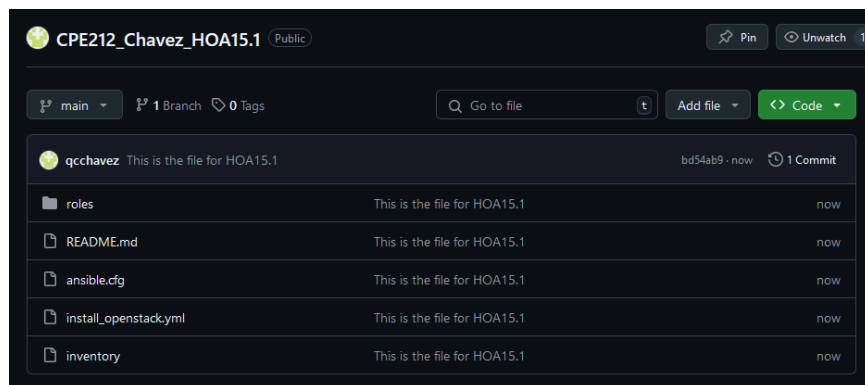 CPE212_Chavez_HOA15.1 Public Pin Unwatch 1
main 1 Branch 0 Tags Go to file t Add file Code
qcchavez This is the file for HOA15.1 bd54ab9 · now 1 Commit
roles This is the file for HOA15.1 now
README.md This is the file for HOA15.1 now
ansible.cfg This is the file for HOA15.1 now
install_openstack.yml This is the file for HOA15.1 now
inventory This is the file for HOA15.1 now